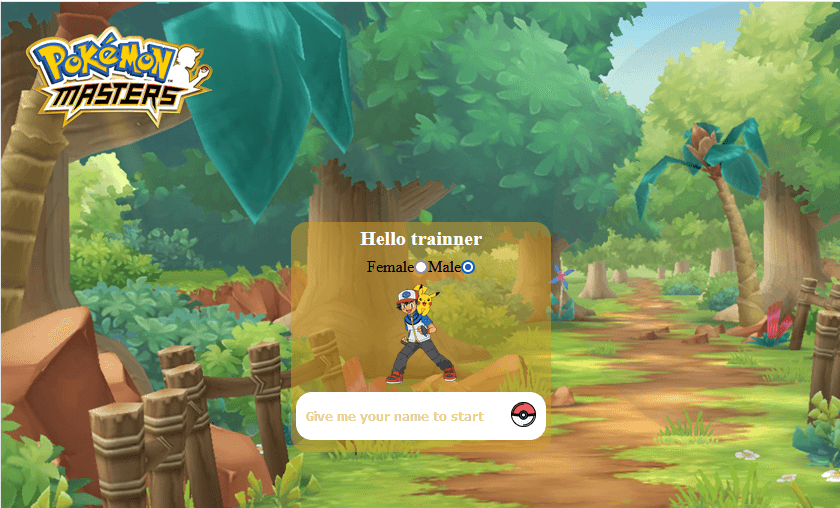 POKÉMON
MASTERS
Hello trainner
Female Male
Give me your name to start